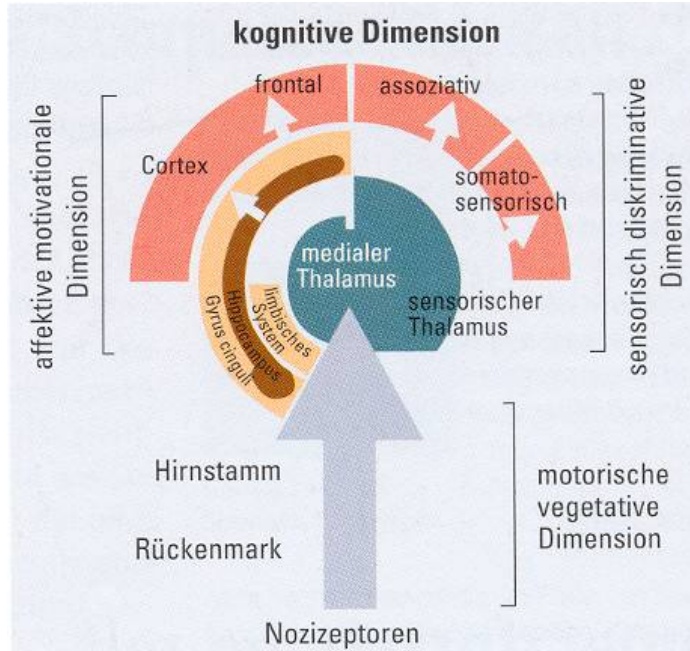 kognitive Dimension
frontal
assoziativ
Cortex
somato-
sensorisch
affektive motivationale
Dimension
sensorisch diskriminative
Dimension
medialer
Thalamus
sensorischer
Thalamus
limbisches
System
Hippocampus
Gyrus cinguli
Hirnstamm
Rückenmark
motorische
vegetative
Dimension
Nozizeptoren